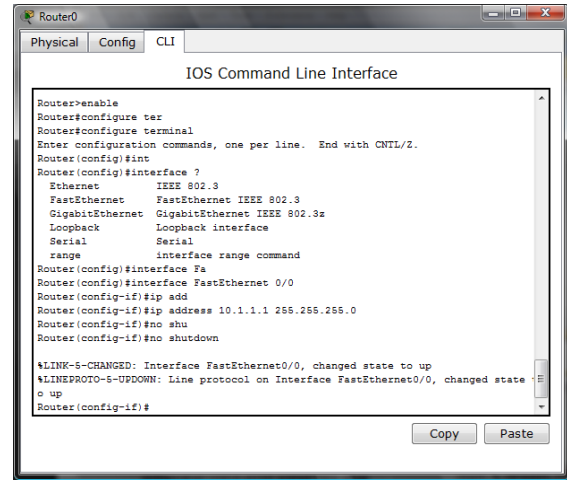 Router0
Physical Config CLI
IOS Command Line Interface
Router>enable
Router#configure ter
Router#configure terminal
Enter configuration commands, one per line.  End with CNTL/Z.
Router(config)#int
Router(config)#interface ?
  Ethernet         IEEE 802.3
  FastEthernet     FastEthernet IEEE 802.3
  GigabitEthernet  GigabitEthernet IEEE 802.3z
  Loopback         Loopback interface
  Serial           Serial
  range            interface range command
Router(config)#interface Fa
Router(config)#interface FastEthernet 0/0
Router(config-if)#ip add
Router(config-if)#ip address 10.1.1.1 255.255.255.0
Router(config-if)#no shu
Router(config-if)#no shutdown
%LINK-5-CHANGED: Interface FastEthernet0/0, changed state to up
%LINEPROTO-5-UPDOWN: Line protocol on Interface FastEthernet0/0, changed state t
o up
Router(config-if)#
Copy Paste